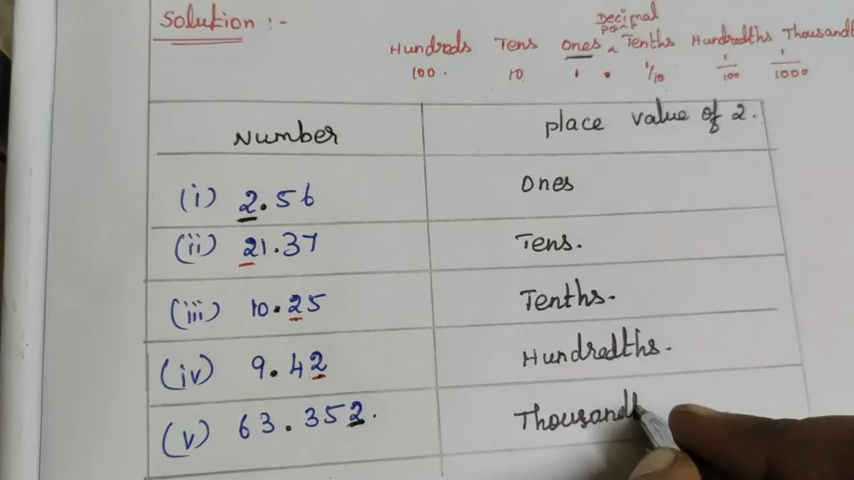 Solution :-
Decimal
point
Hundreds Tens Ones . Tenths Hundredths Thousandt
100. 10 1 . 1/10 1/100 1/1000
Number place value of 2.
(i) 2.56 Ones
(ii) 21.37 Tens.
(iii) 10.25 Tenths.
(iv) 9.42 Hundredths.
(v) 63.352. Thousandt